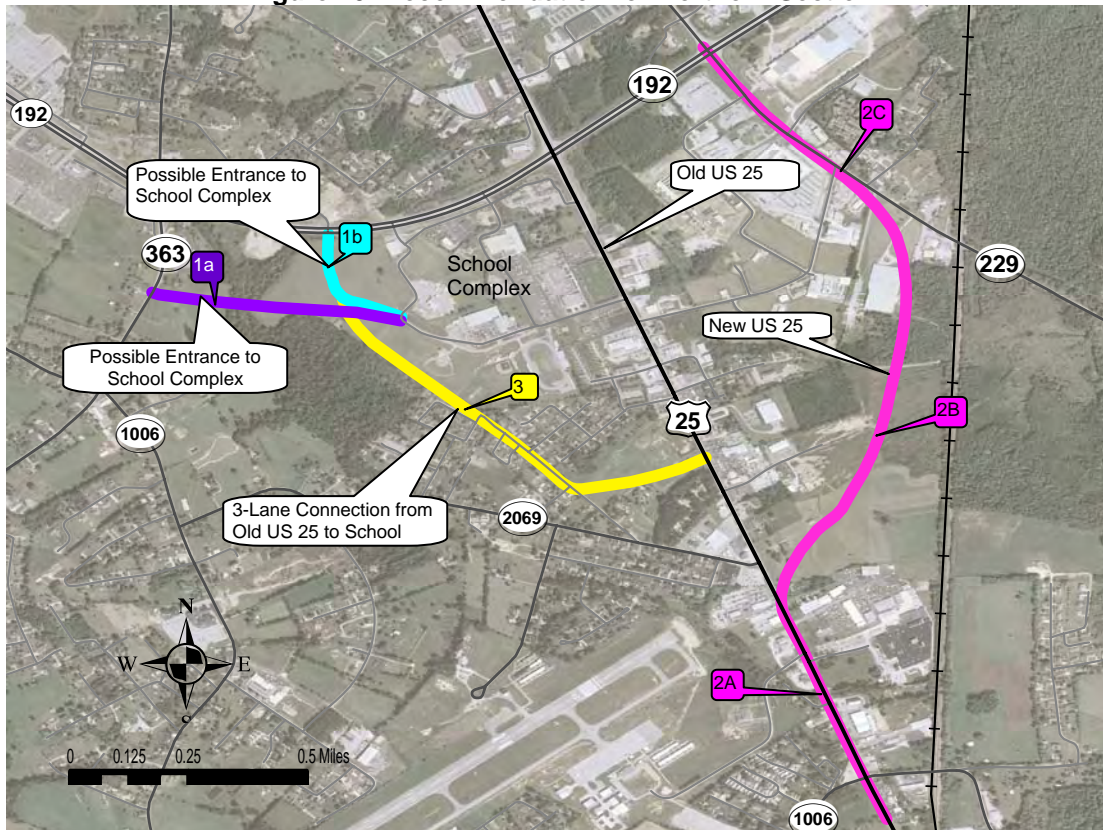 192
192
2C
Possible Entrance to
School Complex
Old US 25
1b
363
1a
School
Complex
229
New US 25
Possible Entrance to
School Complex
3
25
2B
1006
3-Lane Connection from
Old US 25 to School
2069
N
W
E
2A
0
0.125
0.25
0.5 Miles
1006